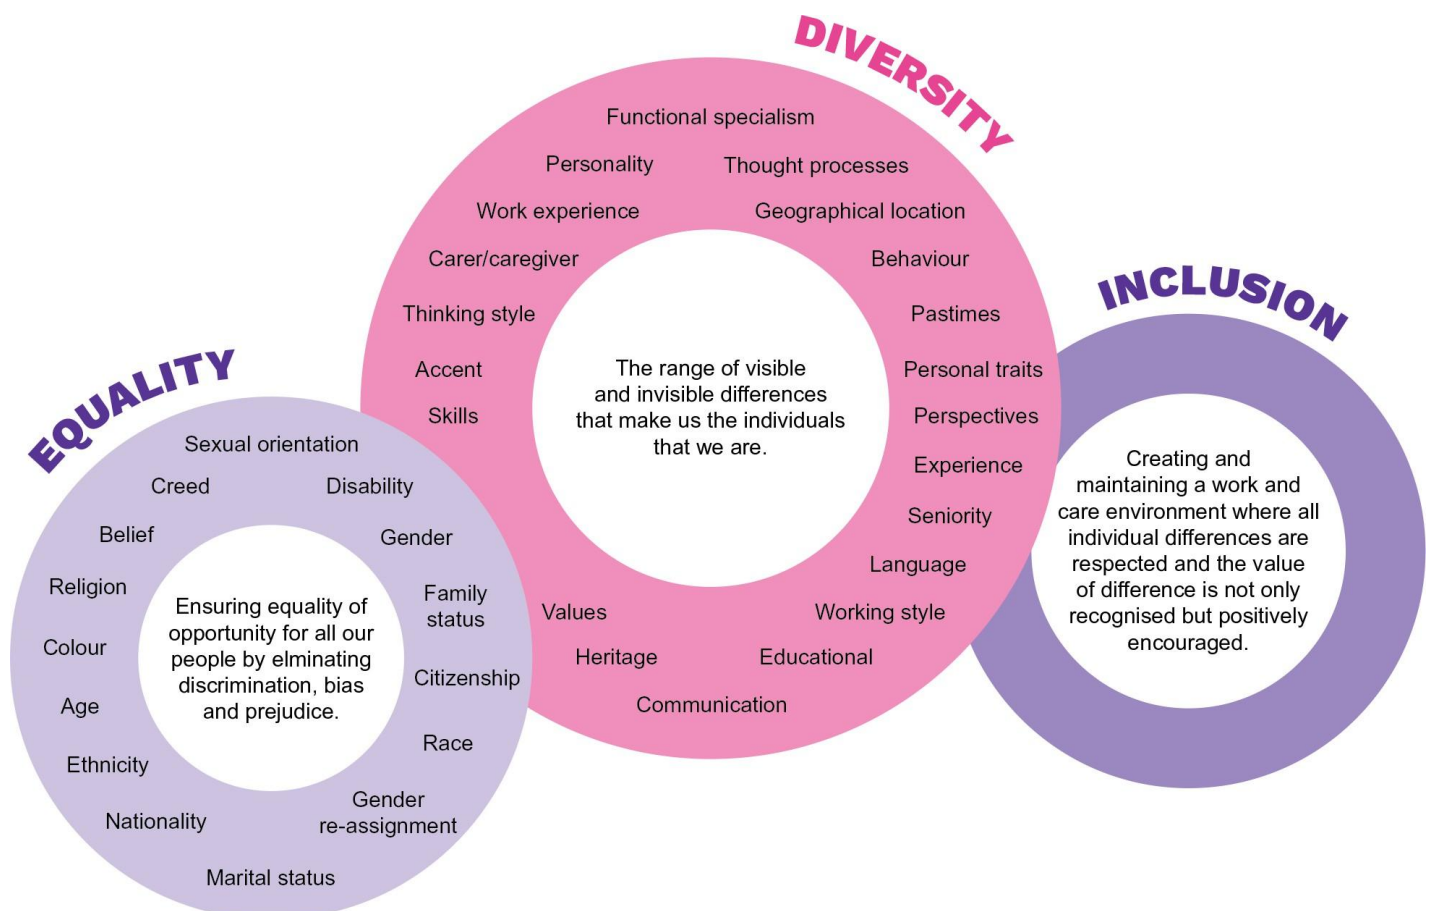 DIVERSITY
Functional specialism
Personality
Thought processes
Work experience
Geographical location
Carer/caregiver
Behaviour
Thinking style
Pastimes
Accent
Personal traits
Skills
Perspectives
Experience
Seniority
Language
Values
Working style
Heritage
Educational
Communication
The range of visible
and invisible differences
that make us the individuals
that we are.
INCLUSION
Creating and
maintaining a work and
care environment where all
individual differences are
respected and the value
of difference is not only
recognised but positively
encouraged.
EQUALITY
Sexual orientation
Creed
Disability
Belief
Gender
Religion
Family
status
Colour
Citizenship
Age
Race
Ethnicity
Gender
re-assignment
Nationality
Marital status
Ensuring equality of
opportunity for all our
people by elminating
discrimination, bias
and prejudice.